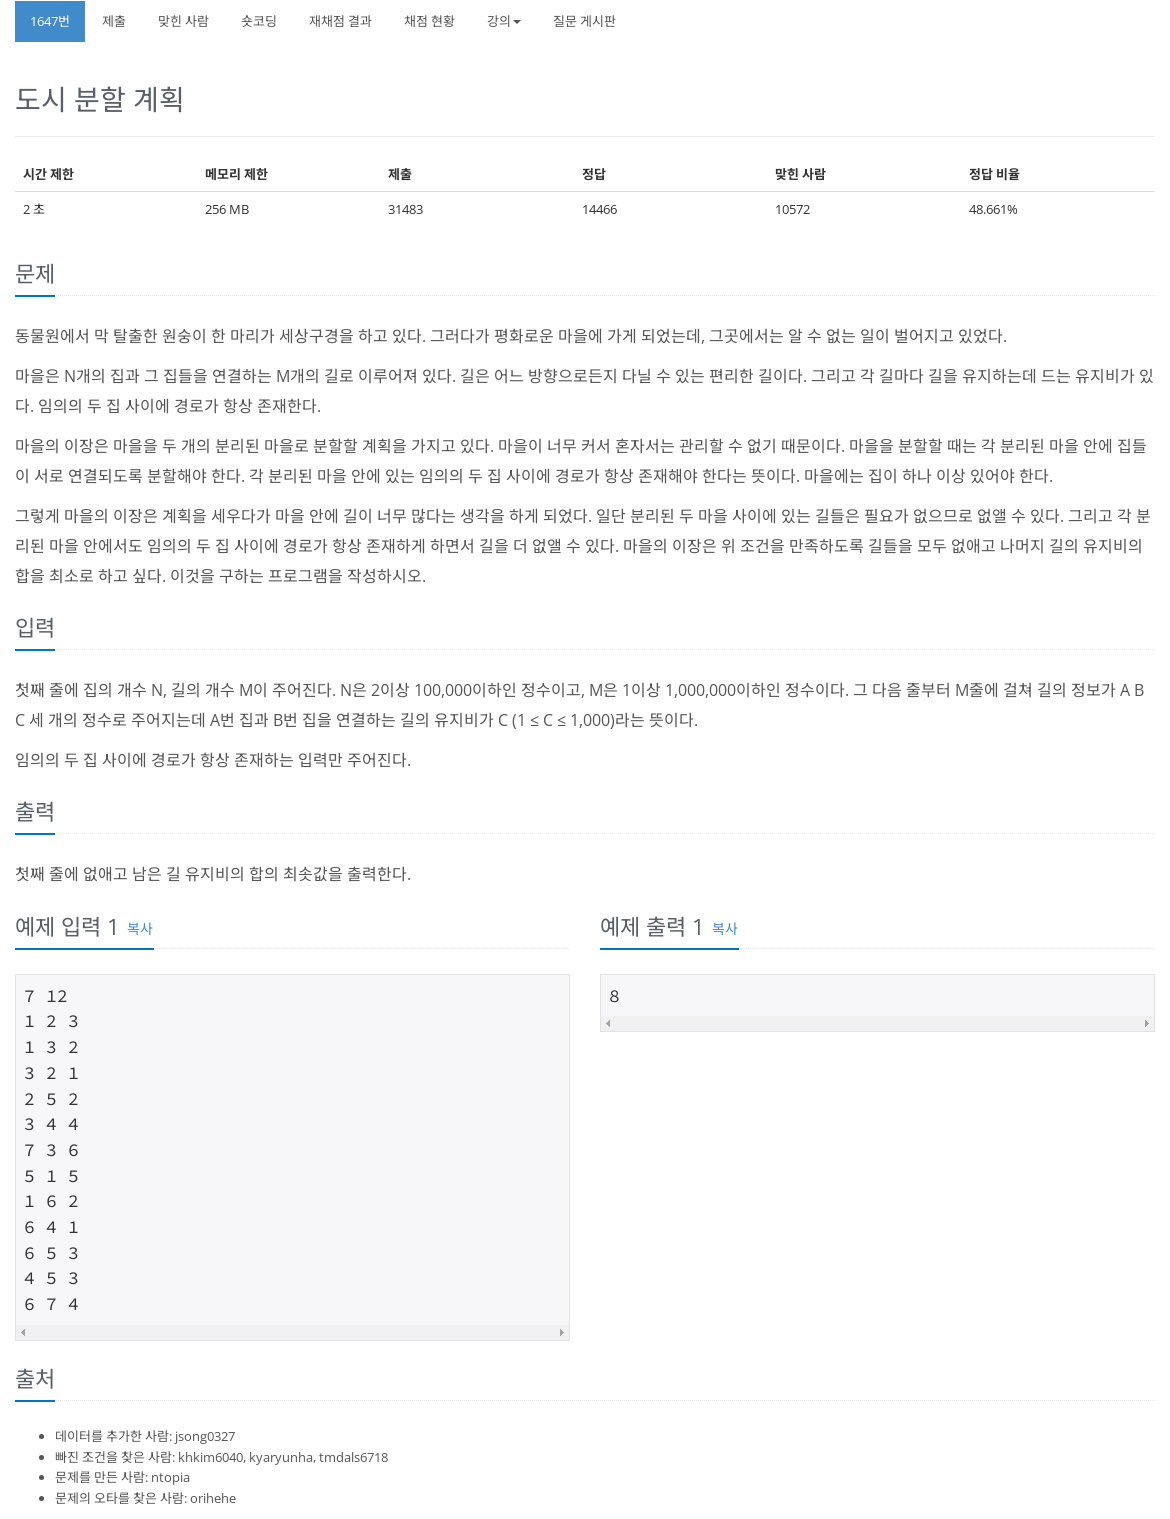 1647번 제출 맞힌 사람 숏코딩 재채점 결과 채점 현황 강의 질문 게시판
도시 분할 계획
시간 제한 메모리 제한 제출 정답 맞힌 사람 정답 비율
2 초 256 MB 31483 14466 10572 48.661%
문제
동물원에서 막 탈출한 원숭이 한 마리가 세상구경을 하고 있다. 그러다가 평화로운 마을에 가게 되었는데, 그곳에서는 알 수 없는 일이 벌어지고 있었다.
마을은 N개의 집과 그 집들을 연결하는 M개의 길로 이루어져 있다. 길은 어느 방향으로든지 다닐 수 있는 편리한 길이다. 그리고 각 길마다 길을 유지하는데 드는 유지비가 있
다. 임의의 두 집 사이에 경로가 항상 존재한다.
마을의 이장은 마을을 두 개의 분리된 마을로 분할할 계획을 가지고 있다. 마을이 너무 커서 혼자서는 관리할 수 없기 때문이다. 마을을 분할할 때는 각 분리된 마을 안에 집들
이 서로 연결되도록 분할해야 한다. 각 분리된 마을 안에 있는 임의의 두 집 사이에 경로가 항상 존재해야 한다는 뜻이다. 마을에는 집이 하나 이상 있어야 한다.
그렇게 마을의 이장은 계획을 세우다가 마을 안에 길이 너무 많다는 생각을 하게 되었다. 일단 분리된 두 마을 사이에 있는 길들은 필요가 없으므로 없앨 수 있다. 그리고 각 분
리된 마을 안에서도 임의의 두 집 사이에 경로가 항상 존재하게 하면서 길을 더 없앨 수 있다. 마을의 이장은 위 조건을 만족하도록 길들을 모두 없애고 나머지 길의 유지비의
합을 최소로 하고 싶다. 이것을 구하는 프로그램을 작성하시오.
입력
첫째 줄에 집의 개수 N, 길의 개수 M이 주어진다. N은 2이상 100,000이하인 정수이고, M은 1이상 1,000,000이하인 정수이다. 그 다음 줄부터 M줄에 걸쳐 길의 정보가 A B
C 세 개의 정수로 주어지는데 A번 집과 B번 집을 연결하는 길의 유지비가 C (1 ≤ C ≤ 1,000)라는 뜻이다.
임의의 두 집 사이에 경로가 항상 존재하는 입력만 주어진다.
출력
첫째 줄에 없애고 남은 길 유지비의 합의 최솟값을 출력한다.
예제 입력 1 복사
7 12
1 2 3
1 3 2
3 2 1
2 5 2
3 4 4
7 3 6
5 1 5
1 6 2
6 4 1
6 5 3
4 5 3
6 7 4
예제 출력 1 복사
8
출처
데이터를 추가한 사람: jsong0327
빠진 조건을 찾은 사람: khkim6040, kyaryunha, tmdals6718
문제를 만든 사람: ntopia
문제의 오타를 찾은 사람: orihehe